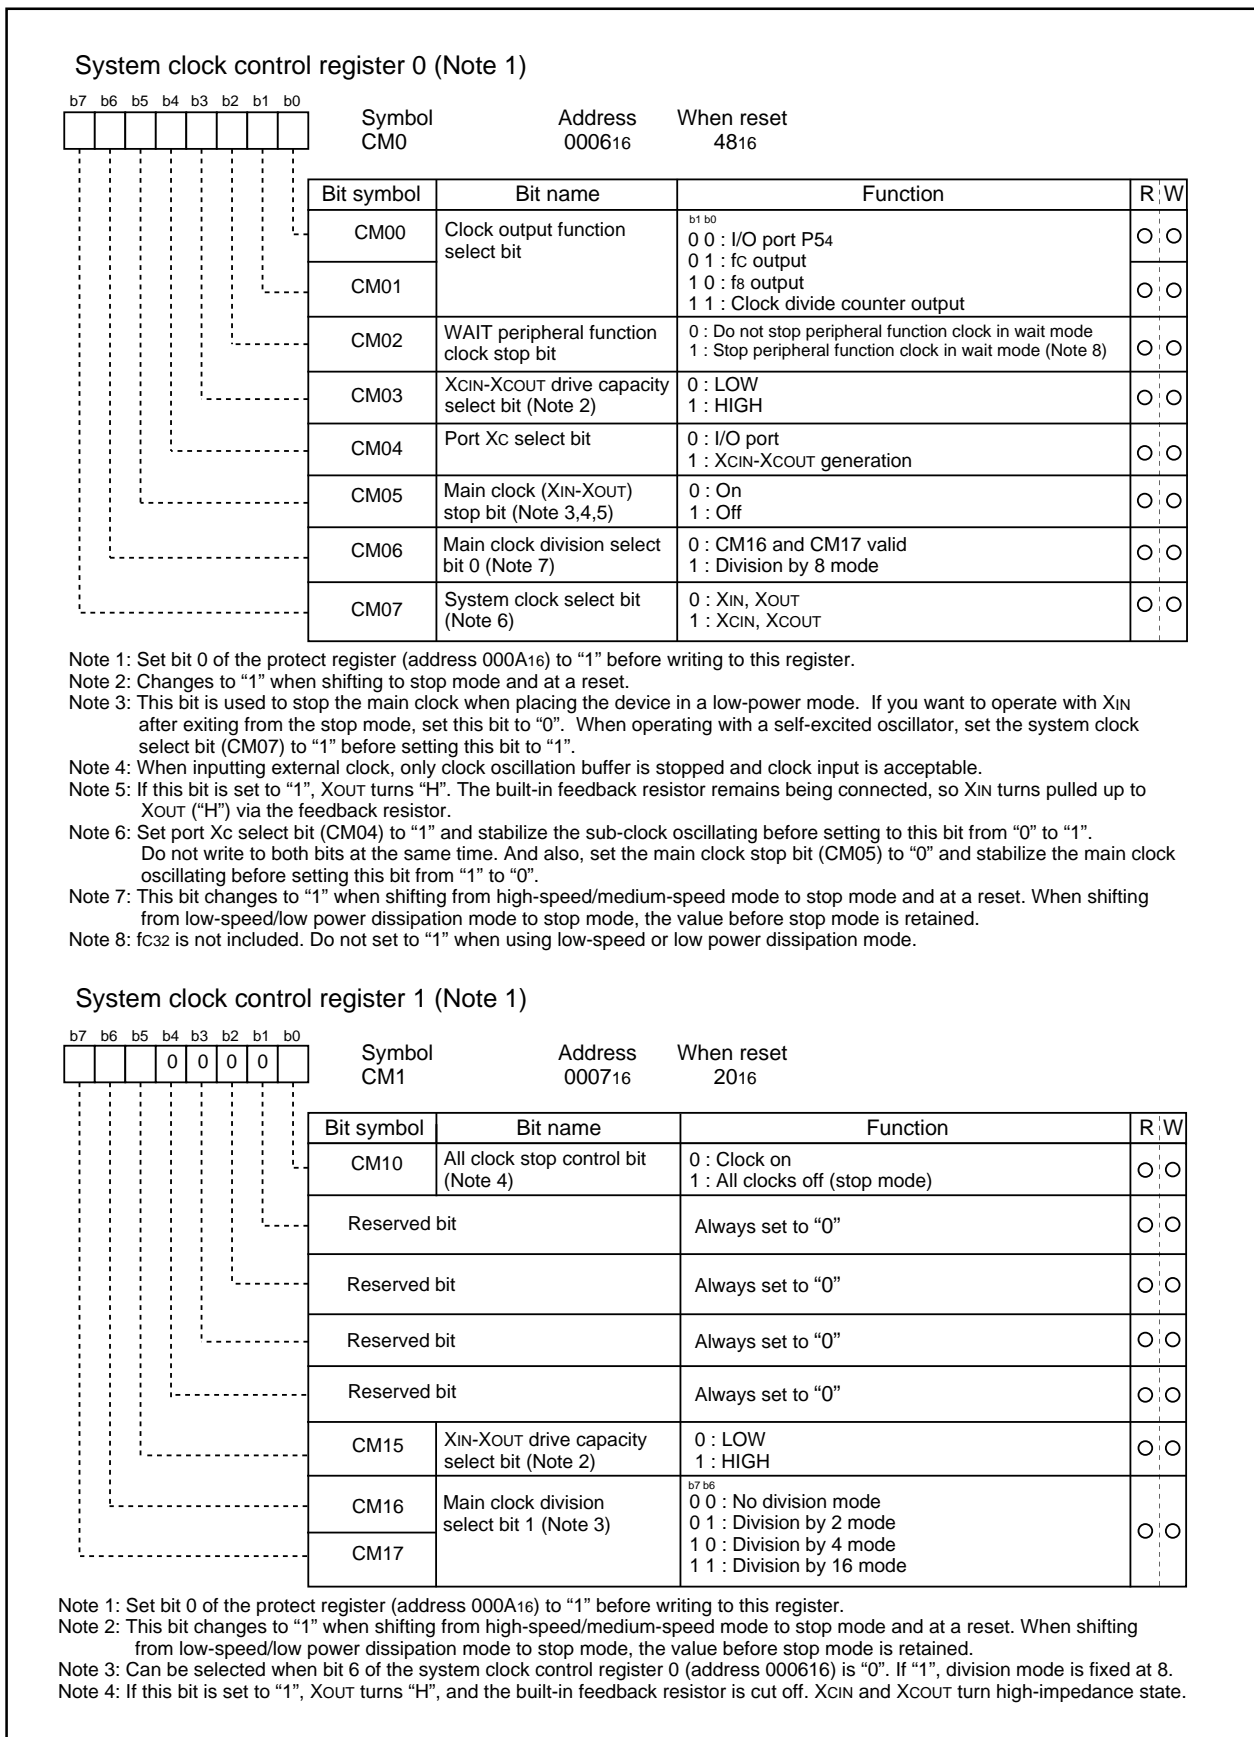 System clock control register 0 (Note 1)
b7 b6 b5 b4 b3 b2 b1 b0
Symbol Address When reset
CM0 000616 4816
Bit symbol Bit name Function R W
CM00 Clock output function select bit
b1 b0
0 0 : I/O port P54
0 1 : fC output
CM01
1 0 : f8 output
1 1 : Clock divide counter output
CM02 WAIT peripheral function clock stop bit
0 : Do not stop peripheral function clock in wait mode
1 : Stop peripheral function clock in wait mode (Note 8)
CM03 XCIN-XCOUT drive capacity select bit (Note 2)
0 : LOW
1 : HIGH
CM04 Port XC select bit
0 : I/O port
1 : XCIN-XCOUT generation
CM05 Main clock (XIN-XOUT) stop bit (Note 3,4,5)
0 : On
1 : Off
CM06 Main clock division select bit 0 (Note 7)
0 : CM16 and CM17 valid
1 : Division by 8 mode
CM07 System clock select bit (Note 6)
0 : XIN, XOUT
1 : XCIN, XCOUT
Note 1: Set bit 0 of the protect register (address 000A16) to “1” before writing to this register.
Note 2: Changes to “1” when shifting to stop mode and at a reset.
Note 3: This bit is used to stop the main clock when placing the device in a low-power mode. If you want to operate with XIN
after exiting from the stop mode, set this bit to “0”. When operating with a self-excited oscillator, set the system clock
select bit (CM07) to “1” before setting this bit to “1”.
Note 4: When inputting external clock, only clock oscillation buffer is stopped and clock input is acceptable.
Note 5: If this bit is set to “1”, XOUT turns “H”. The built-in feedback resistor remains being connected, so XIN turns pulled up to
XOUT (“H”) via the feedback resistor.
Note 6: Set port Xc select bit (CM04) to “1” and stabilize the sub-clock oscillating before setting to this bit from “0” to “1”.
Do not write to both bits at the same time. And also, set the main clock stop bit (CM05) to “0” and stabilize the main clock
oscillating before setting this bit from “1” to “0”.
Note 7: This bit changes to “1” when shifting from high-speed/medium-speed mode to stop mode and at a reset. When shifting
from low-speed/low power dissipation mode to stop mode, the value before stop mode is retained.
Note 8: fC32 is not included. Do not set to “1” when using low-speed or low power dissipation mode.
System clock control register 1 (Note 1)
b7 b6 b5 b4 b3 b2 b1 b0
0 0 0 0
Symbol Address When reset
CM1 000716 2016
Bit symbol Bit name Function R W
CM10 All clock stop control bit (Note 4)
0 : Clock on
1 : All clocks off (stop mode)
Reserved bit Always set to “0”
Reserved bit Always set to “0”
Reserved bit Always set to “0”
Reserved bit Always set to “0”
CM15 XIN-XOUT drive capacity select bit (Note 2)
0 : LOW
1 : HIGH
CM16 Main clock division select bit 1 (Note 3)
b7 b6
0 0 : No division mode
0 1 : Division by 2 mode
CM17
1 0 : Division by 4 mode
1 1 : Division by 16 mode
Note 1: Set bit 0 of the protect register (address 000A16) to “1” before writing to this register.
Note 2: This bit changes to “1” when shifting from high-speed/medium-speed mode to stop mode and at a reset. When shifting
from low-speed/low power dissipation mode to stop mode, the value before stop mode is retained.
Note 3: Can be selected when bit 6 of the system clock control register 0 (address 000616) is “0”. If “1”, division mode is fixed at 8.
Note 4: If this bit is set to “1”, XOUT turns “H”, and the built-in feedback resistor is cut off. XCIN and XCOUT turn high-impedance state.